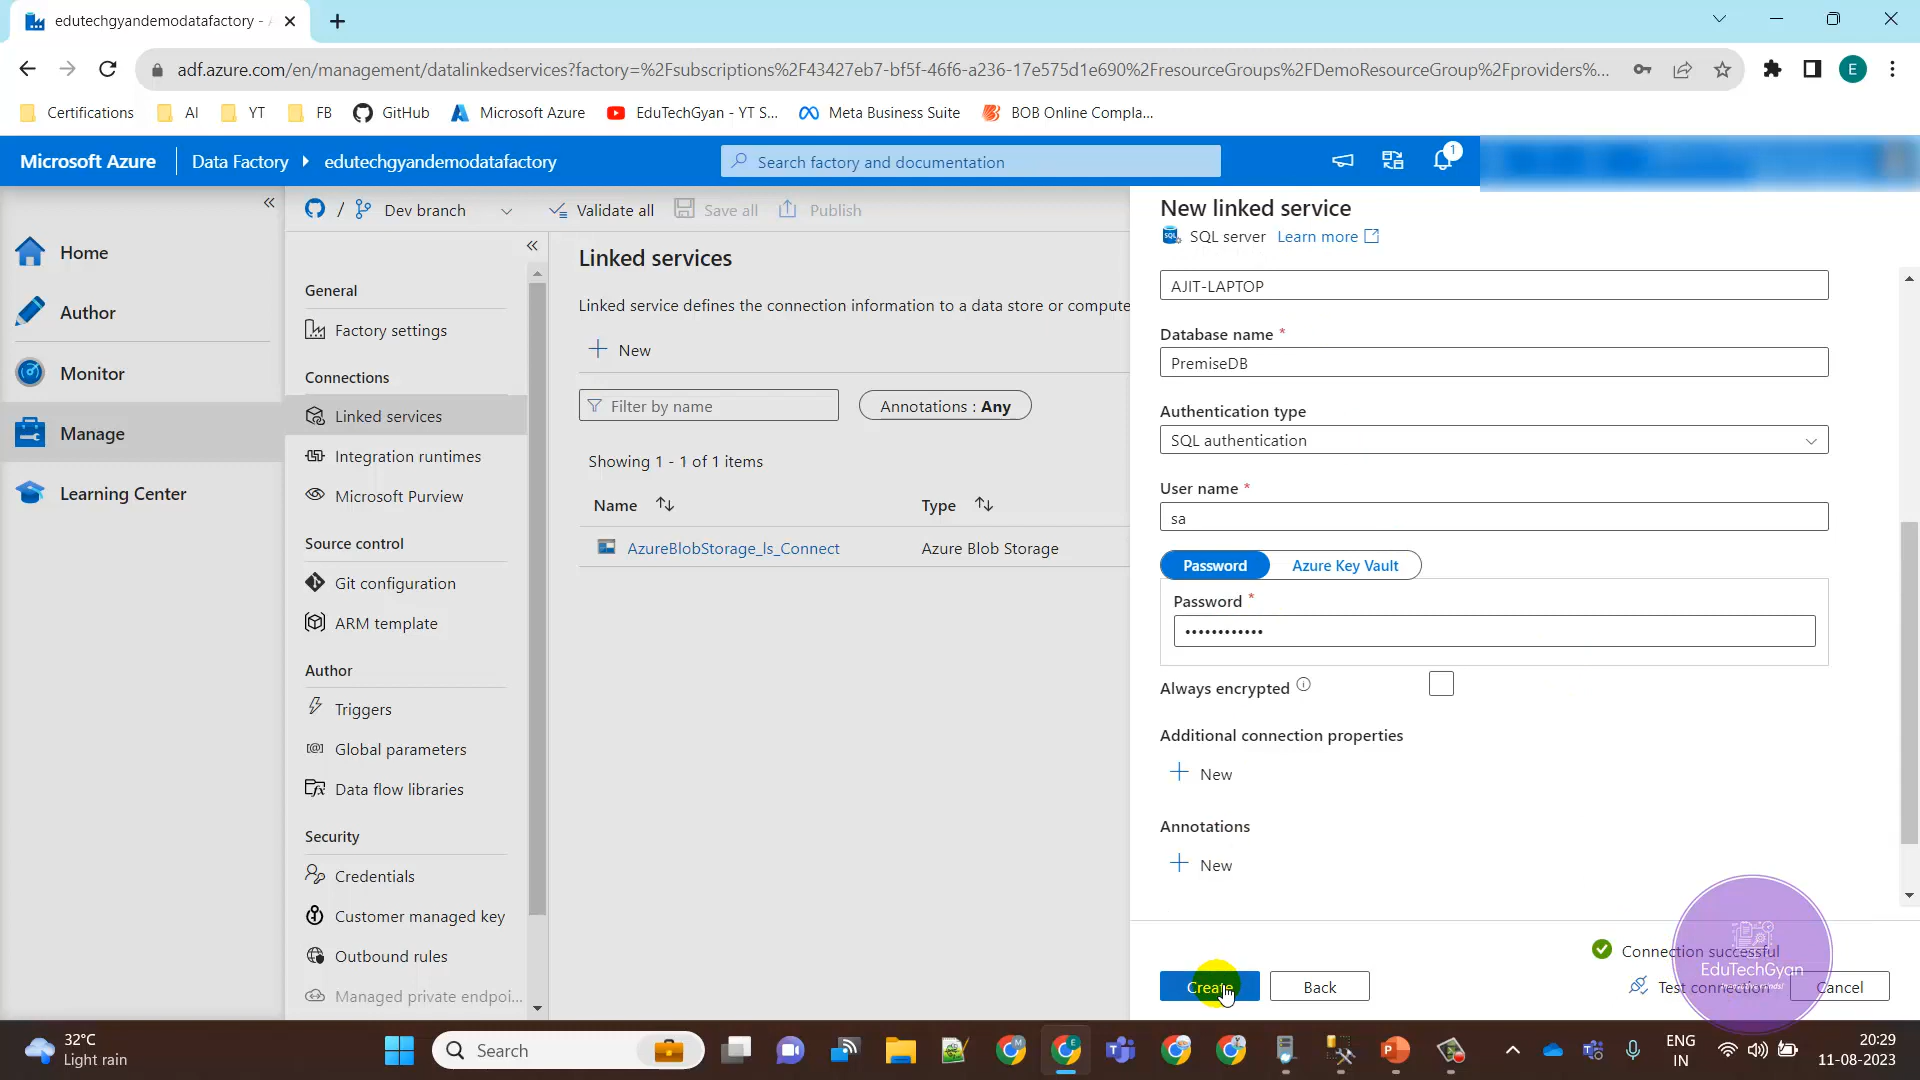 edutechgyandemodatafactory -
adf.azure.com/en/management/datalinkedservices?factory=%2Fsubscriptions%2F43427eb7-bf5f-46f6-a236-17e575d1e690%2FresourceGroups%2FDemoResourceGroup%2Fproviders%...
E
Certifications AI YT FB GitHub Microsoft Azure EduTechGyan - YT S... Meta Business Suite BOB Online Compla...
Microsoft Azure Data Factory edutechgyandemodatafactory Search factory and documentation 1
Home
Author
Monitor
Manage
Learning Center
/ Dev branch Validate all Save all Publish
General
Factory settings
Connections
Linked services
Integration runtimes
Microsoft Purview
Source control
Git configuration
ARM template
Author
Triggers
Global parameters
Data flow libraries
Security
Credentials
Customer managed key
Outbound rules
Managed private endpoi...
Linked services
Linked service defines the connection information to a data store or compute
New
Filter by name Annotations : Any
Showing 1 - 1 of 1 items
Name Type
AzureBlobStorage_ls_Connect Azure Blob Storage
New linked service
SQL server Learn more
AJIT-LAPTOP
Database name *
PremiseDB
Authentication type
SQL authentication
User name *
sa
Password Azure Key Vault
Password *
••••••••••••
Always encrypted
Additional connection properties
New
Annotations
New
Connection successful
EduTechGyan
Create Back Test connection Cancel
32°C
Light rain
Search
ENG
IN
20:29
11-08-2023